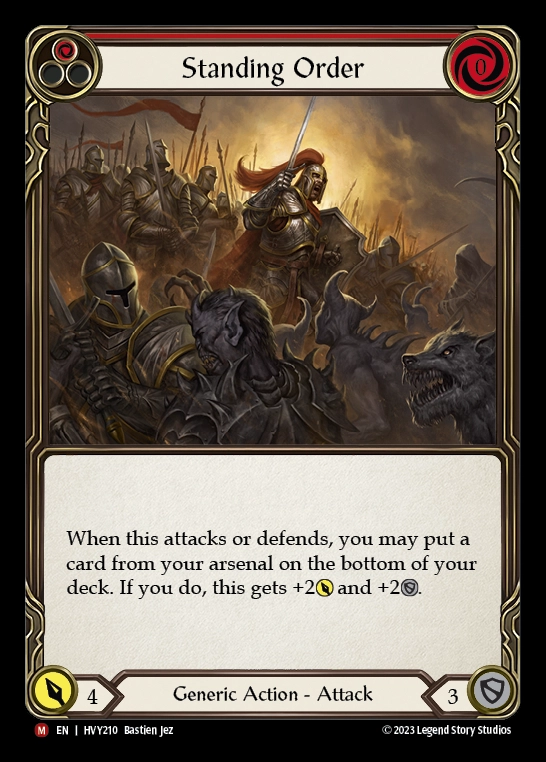 Standing Order
0
When this attacks or defends, you may put a
card from your arsenal on the bottom of your
deck. If you do, this gets +2 and +2.
4
Generic Action - Attack
3
M EN | HVY210 Bastien Jez
© 2023 Legend Story Studios